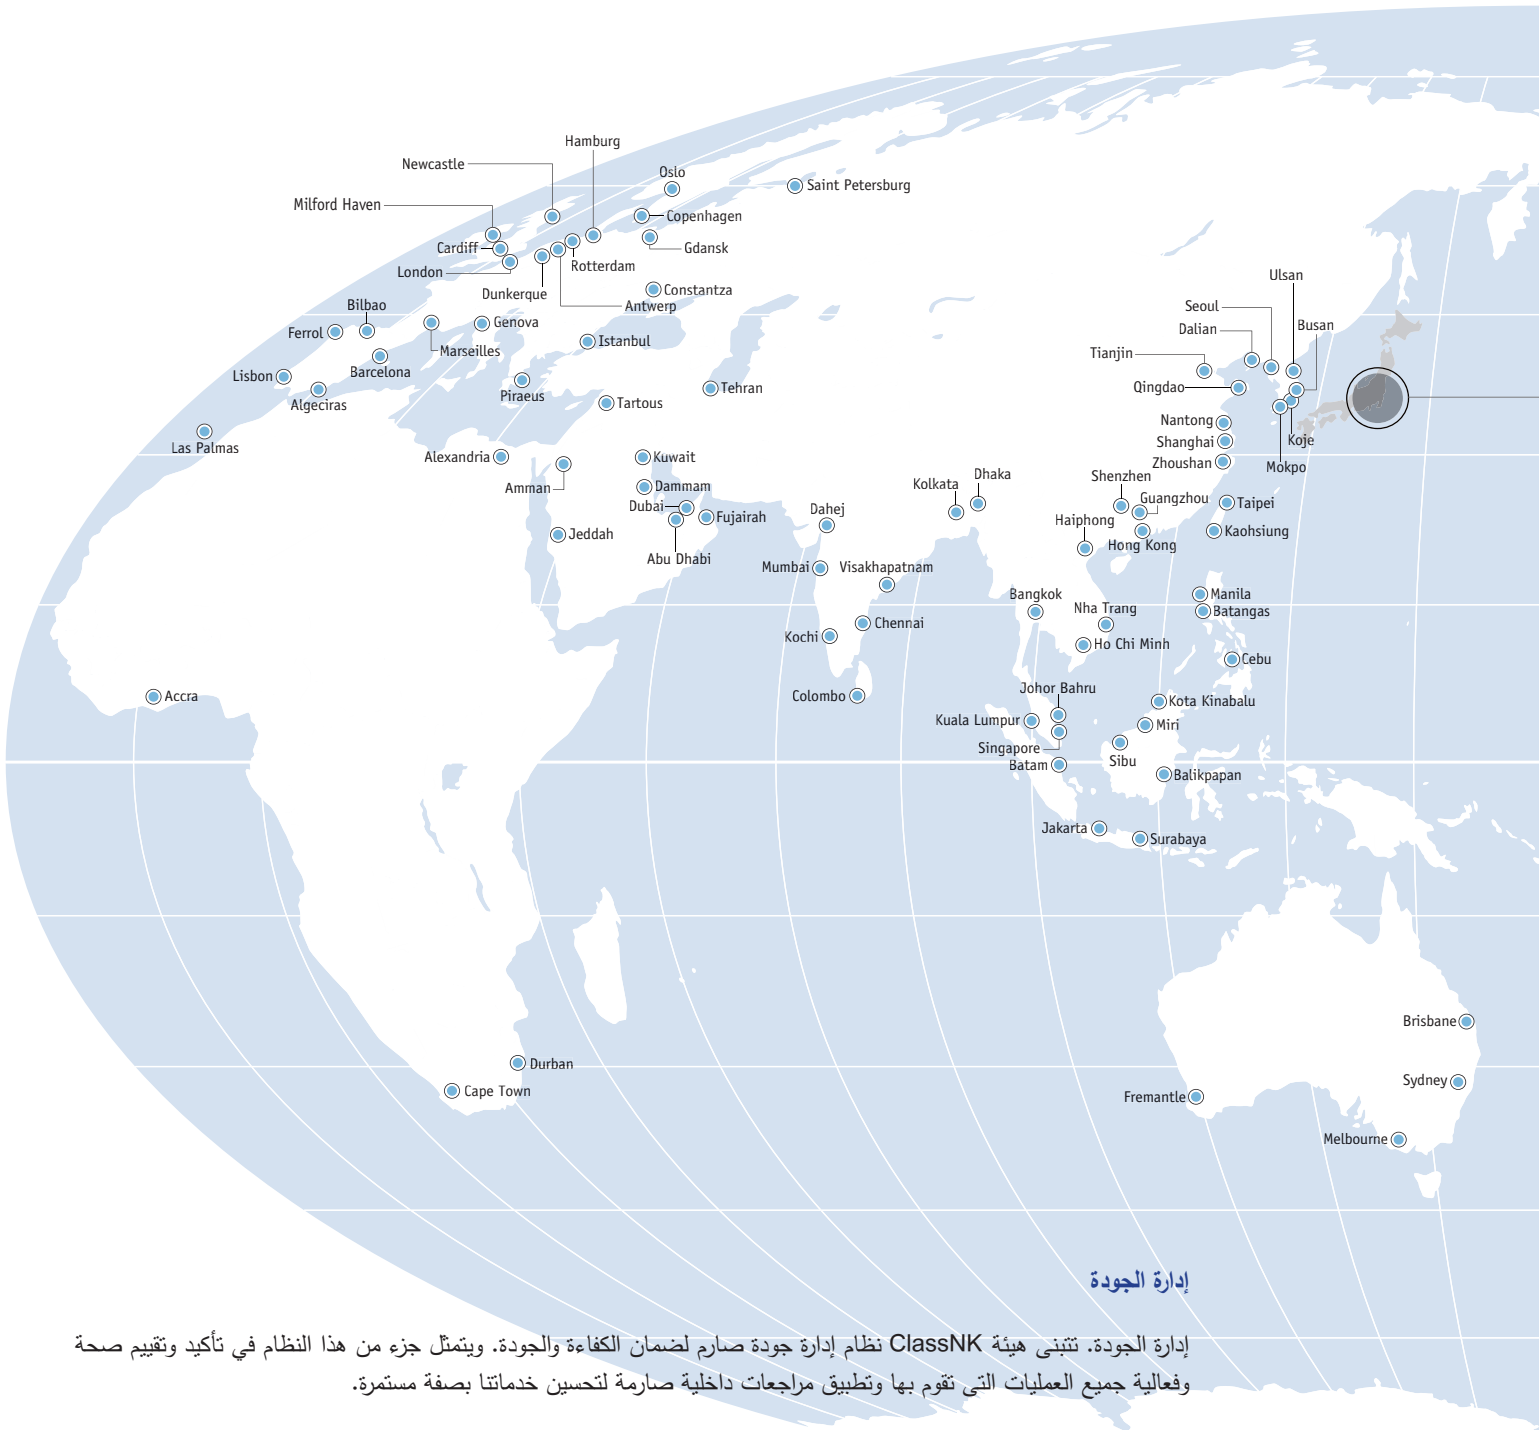 Hamburg
Newcastle
Oslo
Saint Petersburg
Milford Haven
Copenhagen
Cardiff
Gdansk
Rotterdam
London
Dunkerque
Constantza
Antwerp
Bilbao
Ferrol
Genova
Istanbul
Marseilles
Barcelona
Lisbon
Algeciras
Piraeus
Tehran
Tartous
Las Palmas
Alexandria
Kuwait
Amman
Dammam
Dubai
Fujairah
Jeddah
Abu Dhabi
Ulsan
Seoul
Busan
Dalian
Tianjin
Qingdao
Nantong
Shanghai
Koje
Zhoushan
Mokpo
Dhaka
Kolkata
Shenzhen
Guangzhou
Taipei
Dahej
Haiphong
Kaohsiung
Hong Kong
Mumbai
Visakhapatnam
Bangkok
Manila
Nha Trang
Batangas
Chennai
Kochi
Ho Chi Minh
Cebu
Colombo
Johor Bahru
Kota Kinabalu
Kuala Lumpur
Miri
Singapore
Sibu
Batam
Balikpapan
Accra
Jakarta
Surabaya
Brisbane
Durban
Cape Town
Sydney
Fremantle
Melbourne
إدارة الجودة
إدارة الجودة. تتبنى هيئة ClassNK نظام إدارة جودة صارم لضمان الكفاءة والجودة. ويتمثل جزء من هذا النظام في تأكيد وتقييم صحة
وفعالية جميع العمليات التي تقوم بها وتطبيق مراجعات داخلية صارمة لتحسين خدماتنا بصفة مستمرة.